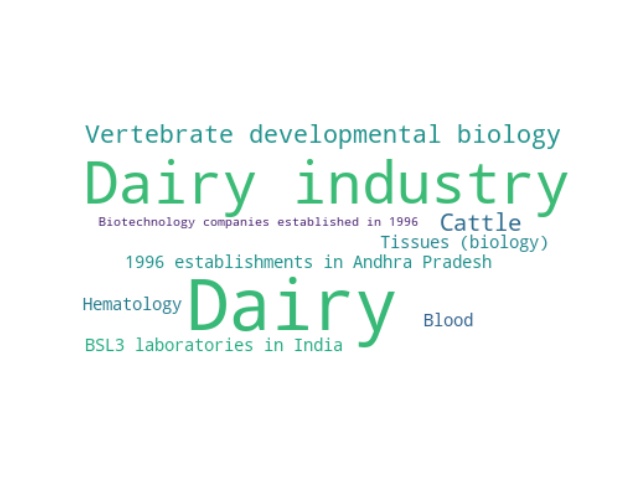 Vertebrate developmental biology
Dairy industry
Biotechnology companies established in 1996
Cattle
Tissues (biology)
1996 establishments in Andhra Pradesh
Hematology
Dairy
Blood
BSL3 laboratories in India